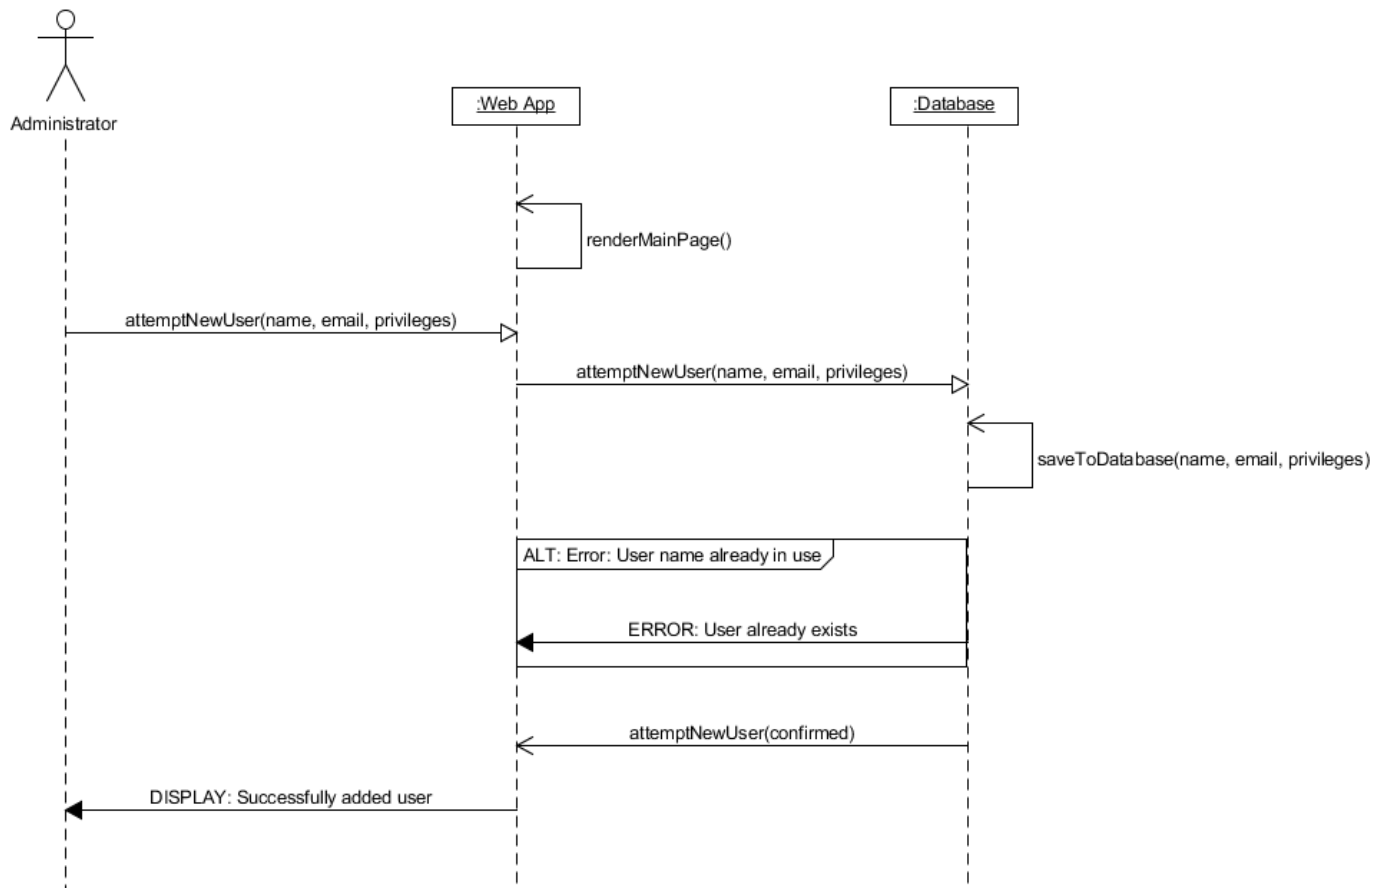 :Web App
:Database
Administrator
renderMainPage()
attemptNewUser(name, email, privileges)
attemptNewUser(name, email, privileges)
saveToDatabase(name, email, privileges)
ALT: Error: User name already in use
ERROR: User already exists
attemptNewUser(confirmed)
DISPLAY: Successfully added user